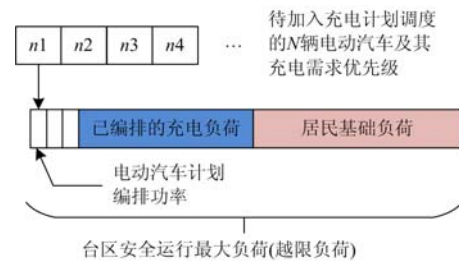 n1 n2 n3 n4 …
待加入充电计划调度
的N辆电动汽车及其
充电需求优先级
已编排的充电负荷 居民基础负荷
电动汽车计划
编排功率
台区安全运行最大负荷(越限负荷)